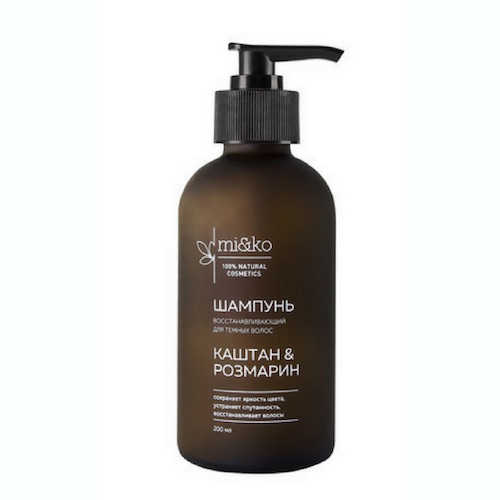 mi&ko
100% NATURAL
COSMETICS
ШАМПУНЬ
ВОССТАНАВЛИВАЮЩИЙ
ДЛЯ ТЕМНЫХ ВОЛОС
КАШТАН &
РОЗМАРИН
сохраняет яркость цвета,
устраняет спутанность,
восстанавливает волосы
200 мл